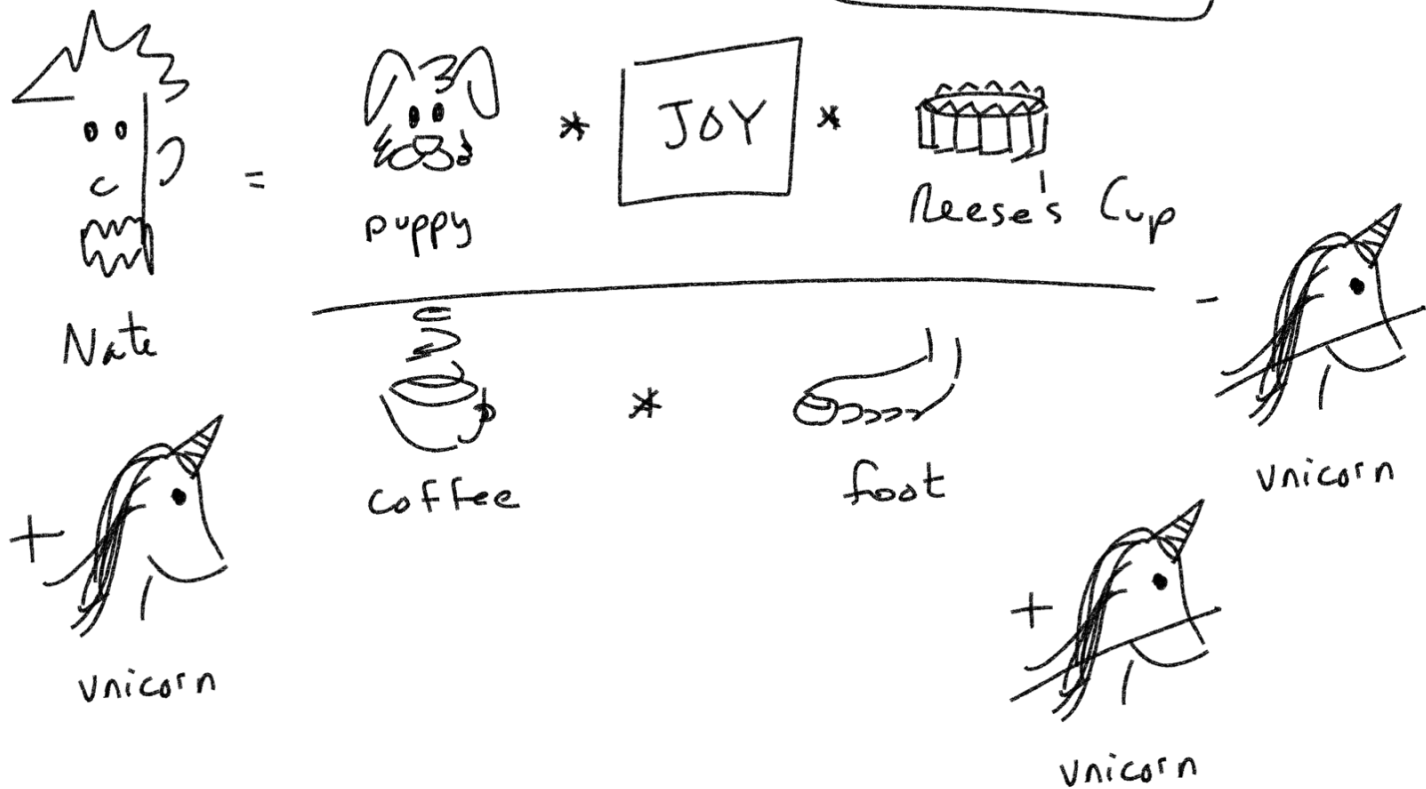 = * JOY *
puppy Reese's Cup
Nate -
coffee * foot unicorn
+
unicorn +
unicorn